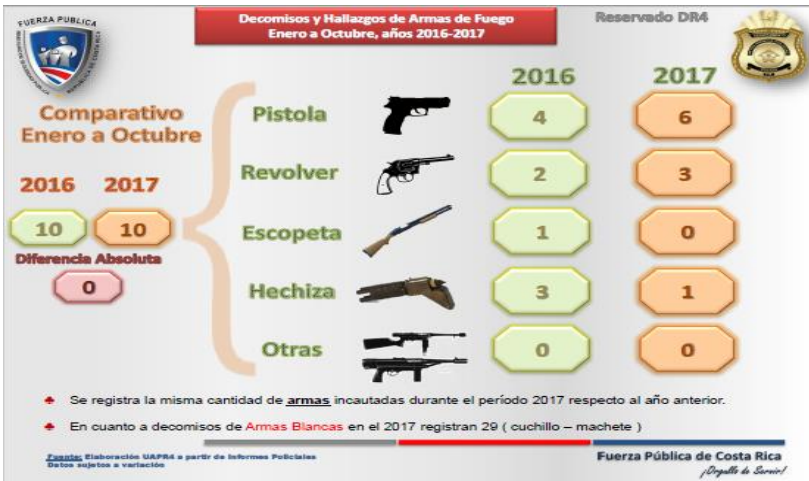 FUERZA PUBLICA
Decomisos y Hallazgos de Armas de Fuego
Enero a Octubre, años 2016-2017
Reservado DR4
2016 2017
Comparativo
Enero a Octubre
2016 2017
10 10
Diferencia Absoluta
0
Pistola 4 6
Revolver 2 3
Escopeta 1 0
Hechiza 3 1
Otras 0 0
♣ Se registra la misma cantidad de armas incautadas durante el período 2017 respecto al año anterior.
♣ En cuanto a decomisos de Armas Blancas en el 2017 registran 29 ( cuchillo – machete )
Fuente: Elaboración UAPR4 a partir de Informes Policiales
Datos sujetos a variación
Fuerza Pública de Costa Rica
¡Orgullo de Servir!